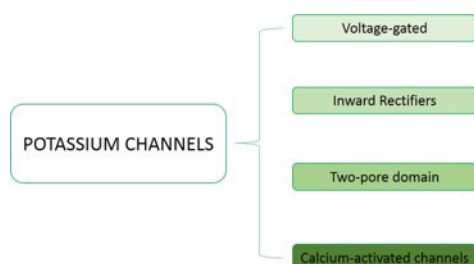 POTASSIUM CHANNELS
Voltage-gated
Inward Rectifiers
Two-pore domain
Calcium-activated channels